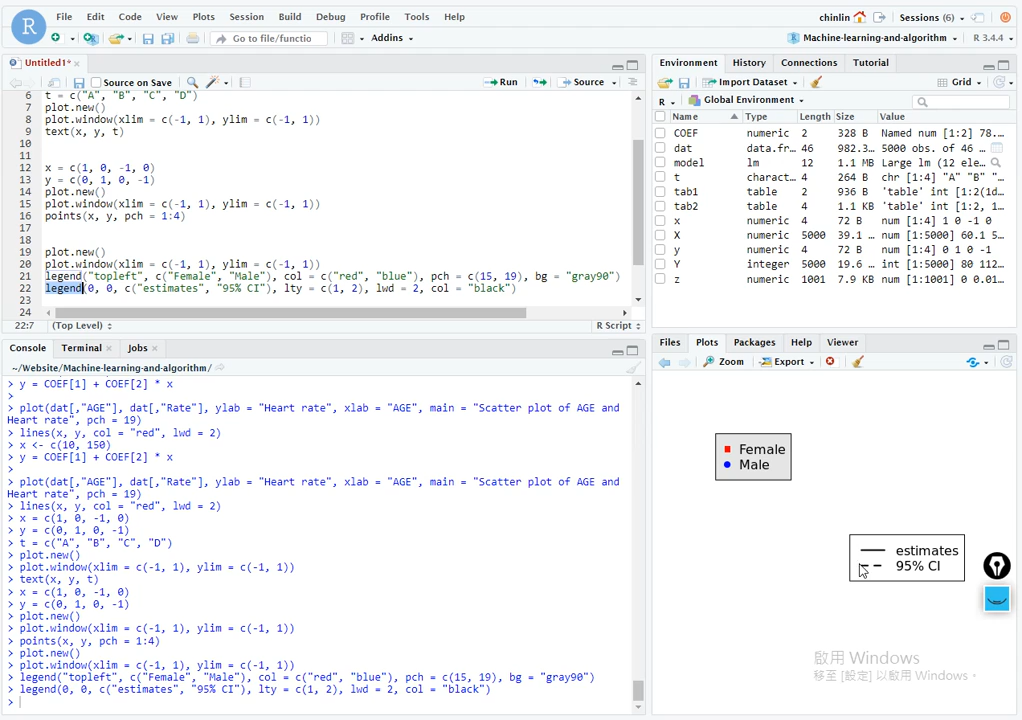 File Edit Code View Plots Session Build Debug Profile Tools Help
chinlin Sessions (6)
Go to file/functio Addins
Machine-learning-and-algorithm R 3.4.4
Untitled1*
Source on Save Run Source
6 t = c("A", "B", "C", "D")
7 plot.new()
8 plot.window(xlim = c(-1, 1), ylim = c(-1, 1))
9 text(x, y, t)
10
11
12 x = c(1, 0, -1, 0)
13 y = c(0, 1, 0, -1)
14 plot.new()
15 plot.window(xlim = c(-1, 1), ylim = c(-1, 1))
16 points(x, y, pch = 1:4)
17
18
19 plot.new()
20 plot.window(xlim = c(-1, 1), ylim = c(-1, 1))
21 legend("topleft", c("Female", "Male"), col = c("red", "blue"), pch = c(15, 19), bg = "gray90")
22 legend(0, 0, c("estimates", "95% CI"), lty = c(1, 2), lwd = 2, col = "black")
23
24
22:7 (Top Level) R Script
Console Terminal Jobs
~/Website/Machine-learning-and-algorithm/
> y = COEF[1] + COEF[2] * x
>
> plot(dat[,"AGE"], dat[,"Rate"], ylab = "Heart rate", xlab = "AGE", main = "Scatter plot of AGE and
Heart rate", pch = 19)
> lines(x, y, col = "red", lwd = 2)
> x <- c(10, 150)
> y = COEF[1] + COEF[2] * x
>
> plot(dat[,"AGE"], dat[,"Rate"], ylab = "Heart rate", xlab = "AGE", main = "Scatter plot of AGE and
Heart rate", pch = 19)
> lines(x, y, col = "red", lwd = 2)
> x = c(1, 0, -1, 0)
> y = c(0, 1, 0, -1)
> t = c("A", "B", "C", "D")
> plot.new()
> plot.window(xlim = c(-1, 1), ylim = c(-1, 1))
> text(x, y, t)
> x = c(1, 0, -1, 0)
> y = c(0, 1, 0, -1)
> plot.new()
> plot.window(xlim = c(-1, 1), ylim = c(-1, 1))
> points(x, y, pch = 1:4)
> plot.new()
> plot.window(xlim = c(-1, 1), ylim = c(-1, 1))
> legend("topleft", c("Female", "Male"), col = c("red", "blue"), pch = c(15, 19), bg = "gray90")
> legend(0, 0, c("estimates", "95% CI"), lty = c(1, 2), lwd = 2, col = "black")
>
Environment History Connections Tutorial
Import Dataset Grid
R Global Environment
Name Type Length Size Value
COEF numeric 2 328 B Named num [1:2] 78....
dat data.fr… 46 982.3… 5000 obs. of 46 …
model lm 12 1.1 MB Large lm (12 ele…
t charact… 4 264 B chr [1:4] "A" "B" "…
tab1 table 2 936 B 'table' int [1:2(1d…
tab2 table 4 1.1 KB 'table' int [1:2, 1…
x numeric 4 72 B num [1:4] 1 0 -1 0
X numeric 5000 39.1 … num [1:5000] 60.1 5…
y numeric 4 72 B num [1:4] 0 1 0 -1
Y integer 5000 19.6 … int [1:5000] 80 112…
z numeric 1001 7.9 KB num [1:1001] 0 0.01…
Files Plots Packages Help Viewer
Zoom Export
Female
Male
estimates
95% CI
啟用 Windows
移至 [設定] 以啟用 Windows。